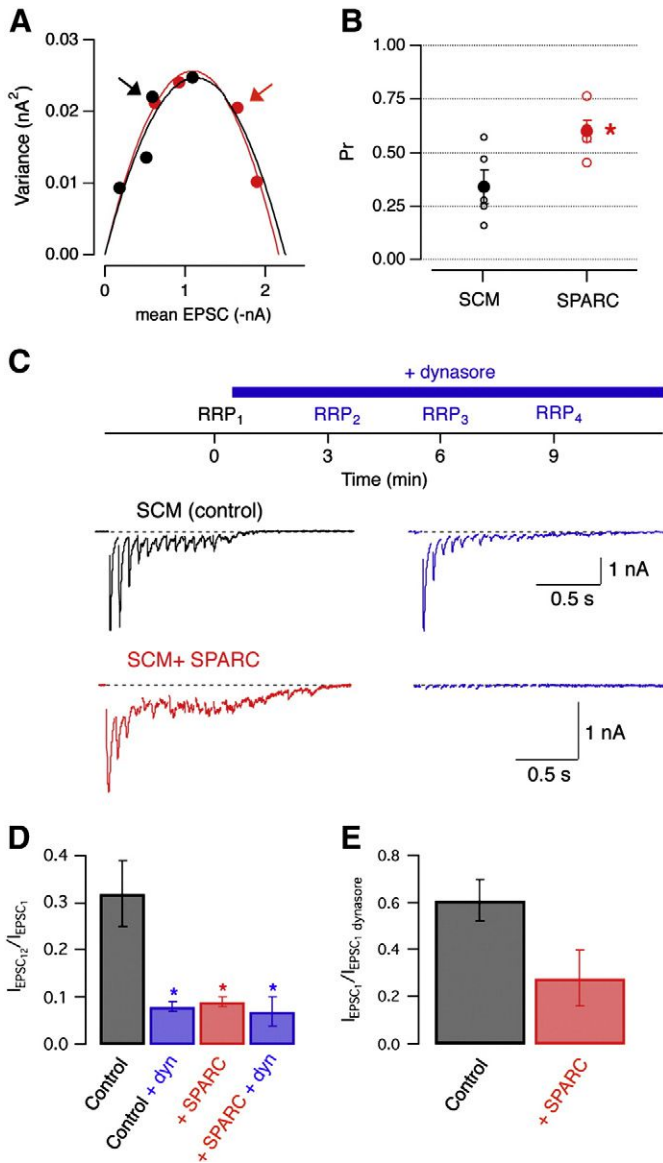 A
Variance (nA²)
0.03
0.02
0.01
0.00
0
1
2
mean EPSC (-nA)
B
Pr
1.00
0.75
0.50
0.25
0.00
*
SCM
SPARC
C
+ dynasore
RRP₁
RRP₂
RRP₃
RRP₄
0
3
6
9
Time (min)
SCM (control)
1 nA
0.5 s
SCM+ SPARC
1 nA
0.5 s
D
I_EPSC₁₂/I_EPSC₁
0.4
0.3
0.2
0.1
0.0
*
*
*
Control
Control + dyn
+ SPARC
+ SPARC + dyn
E
I_EPSC₁/I_EPSC₁ dynasore
0.8
0.6
0.4
0.2
0.0
Control
+ SPARC